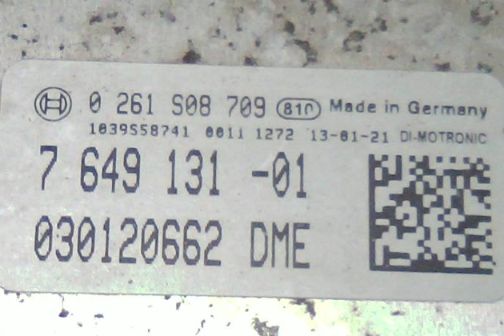 0 261 S08 709 810 Made in Germany
1039S58741 0011 1272 13-01-21 DI-MOTRONIC
7 649 131 -01
030120662 DME